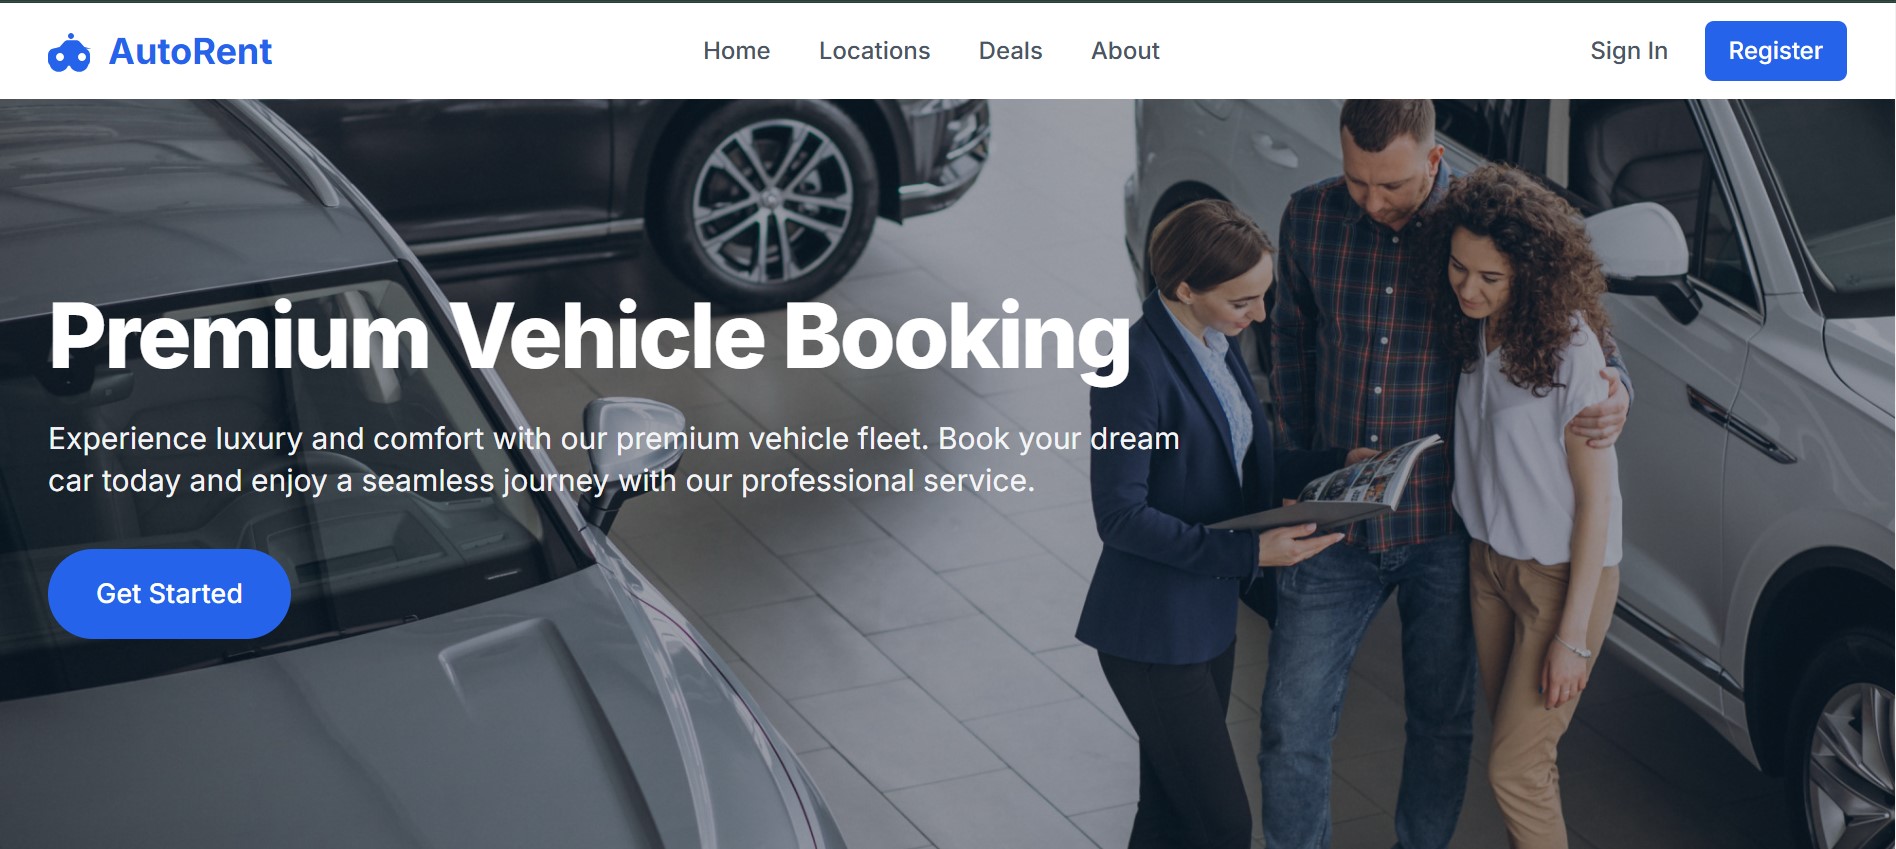 AutoRent
Home
Locations
Deals
About
Sign In
Register
Premium Vehicle Booking
Experience luxury and comfort with our premium vehicle fleet. Book your dream
car today and enjoy a seamless journey with our professional service.
Get Started